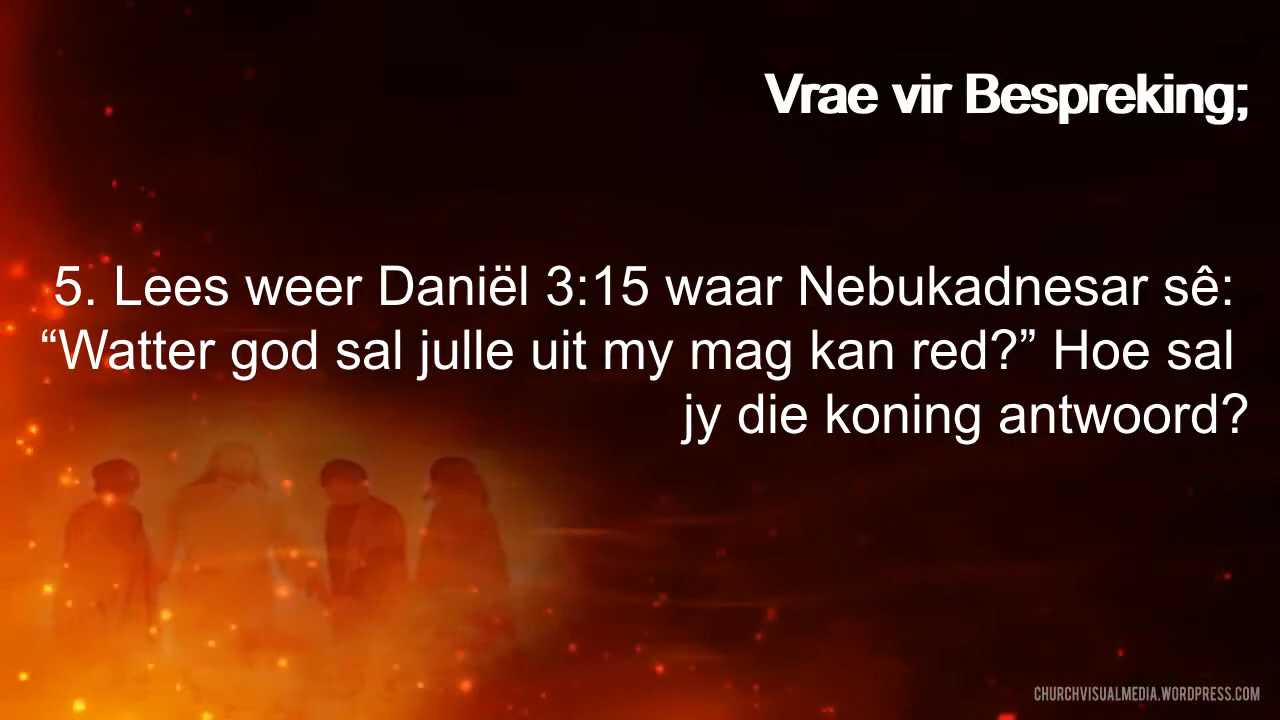 Vrae vir Bespreking;
5. Lees weer Daniël 3:15 waar Nebukadnesar sê:
“Watter god sal julle uit my mag kan red?” Hoe sal
jy die koning antwoord?
CHURCHVISUALMEDIA.WORDPRESS.COM